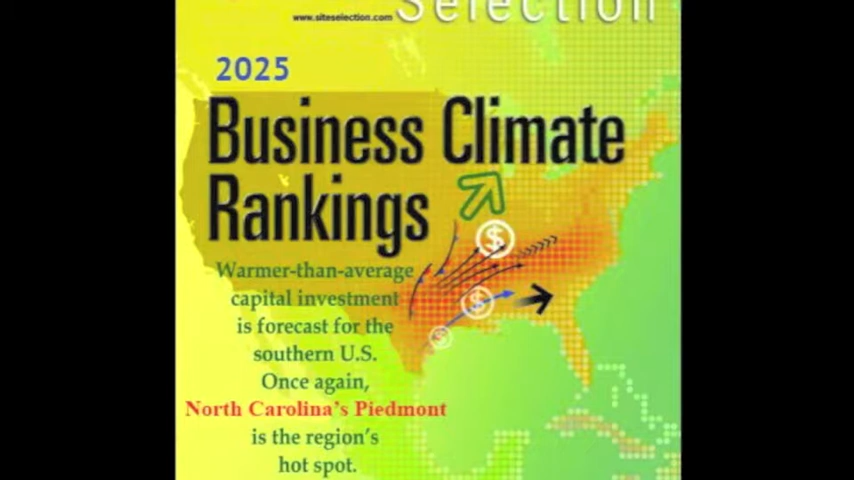 www.siteselection.com Selection
2025
Business Climate
Rankings
Warmer-than-average
capital investment
is forecast for the
southern U.S.
Once again,
North Carolina's Piedmont
is the region's
hot spot.
$
$
$